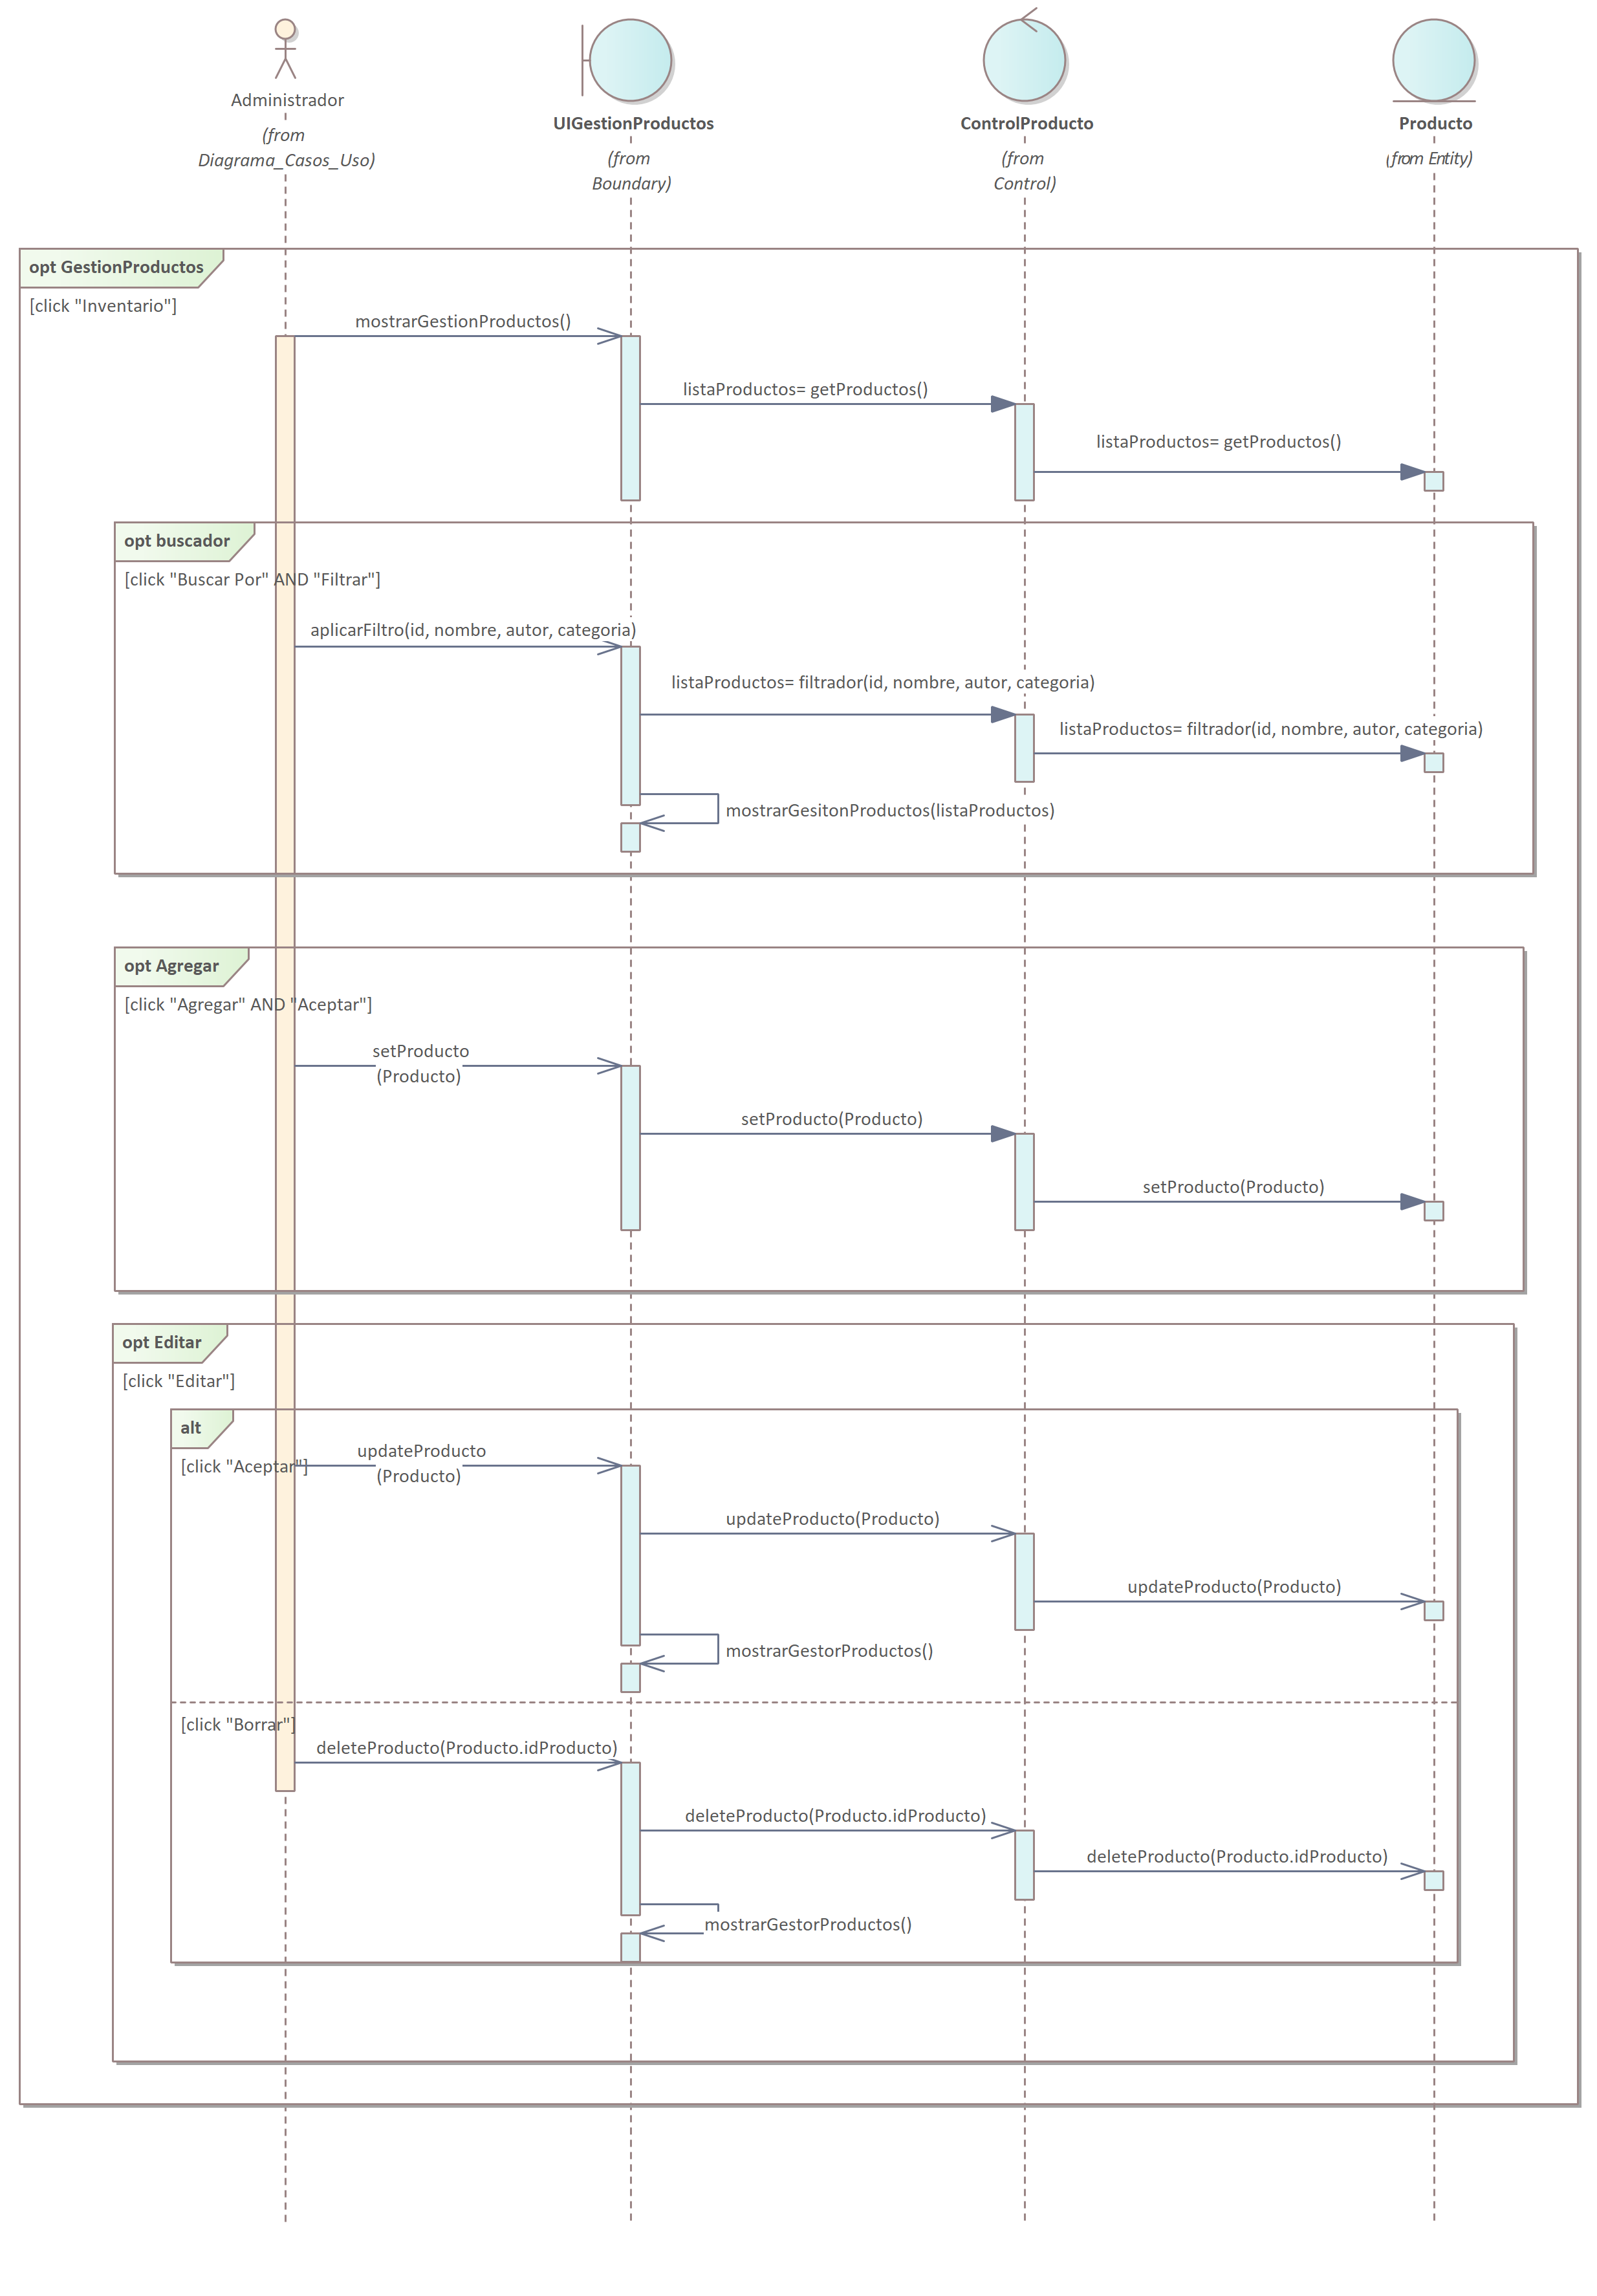 Administrador
(from
Diagrama_Casos_Uso)
UIGestionProductos
(from
Boundary)
ControlProducto
(from
Control)
Producto
(from Entity)
opt GestionProductos
[click "Inventario"]
mostrarGestionProductos()
listaProductos= getProductos()
listaProductos= getProductos()
opt buscador
[click "Buscar Por" AND "Filtrar"]
aplicarFiltro(id, nombre, autor, categoria)
listaProductos= filtrador(id, nombre, autor, categoria)
listaProductos= filtrador(id, nombre, autor, categoria)
mostrarGesitonProductos(listaProductos)
opt Agregar
[click "Agregar" AND "Aceptar"]
setProducto
(Producto)
setProducto(Producto)
setProducto(Producto)
opt Editar
[click "Editar"]
alt
[click "Aceptar"]
updateProducto
(Producto)
updateProducto(Producto)
updateProducto(Producto)
mostrarGestorProductos()
[click "Borrar"]
deleteProducto(Producto.idProducto)
deleteProducto(Producto.idProducto)
deleteProducto(Producto.idProducto)
mostrarGestorProductos()